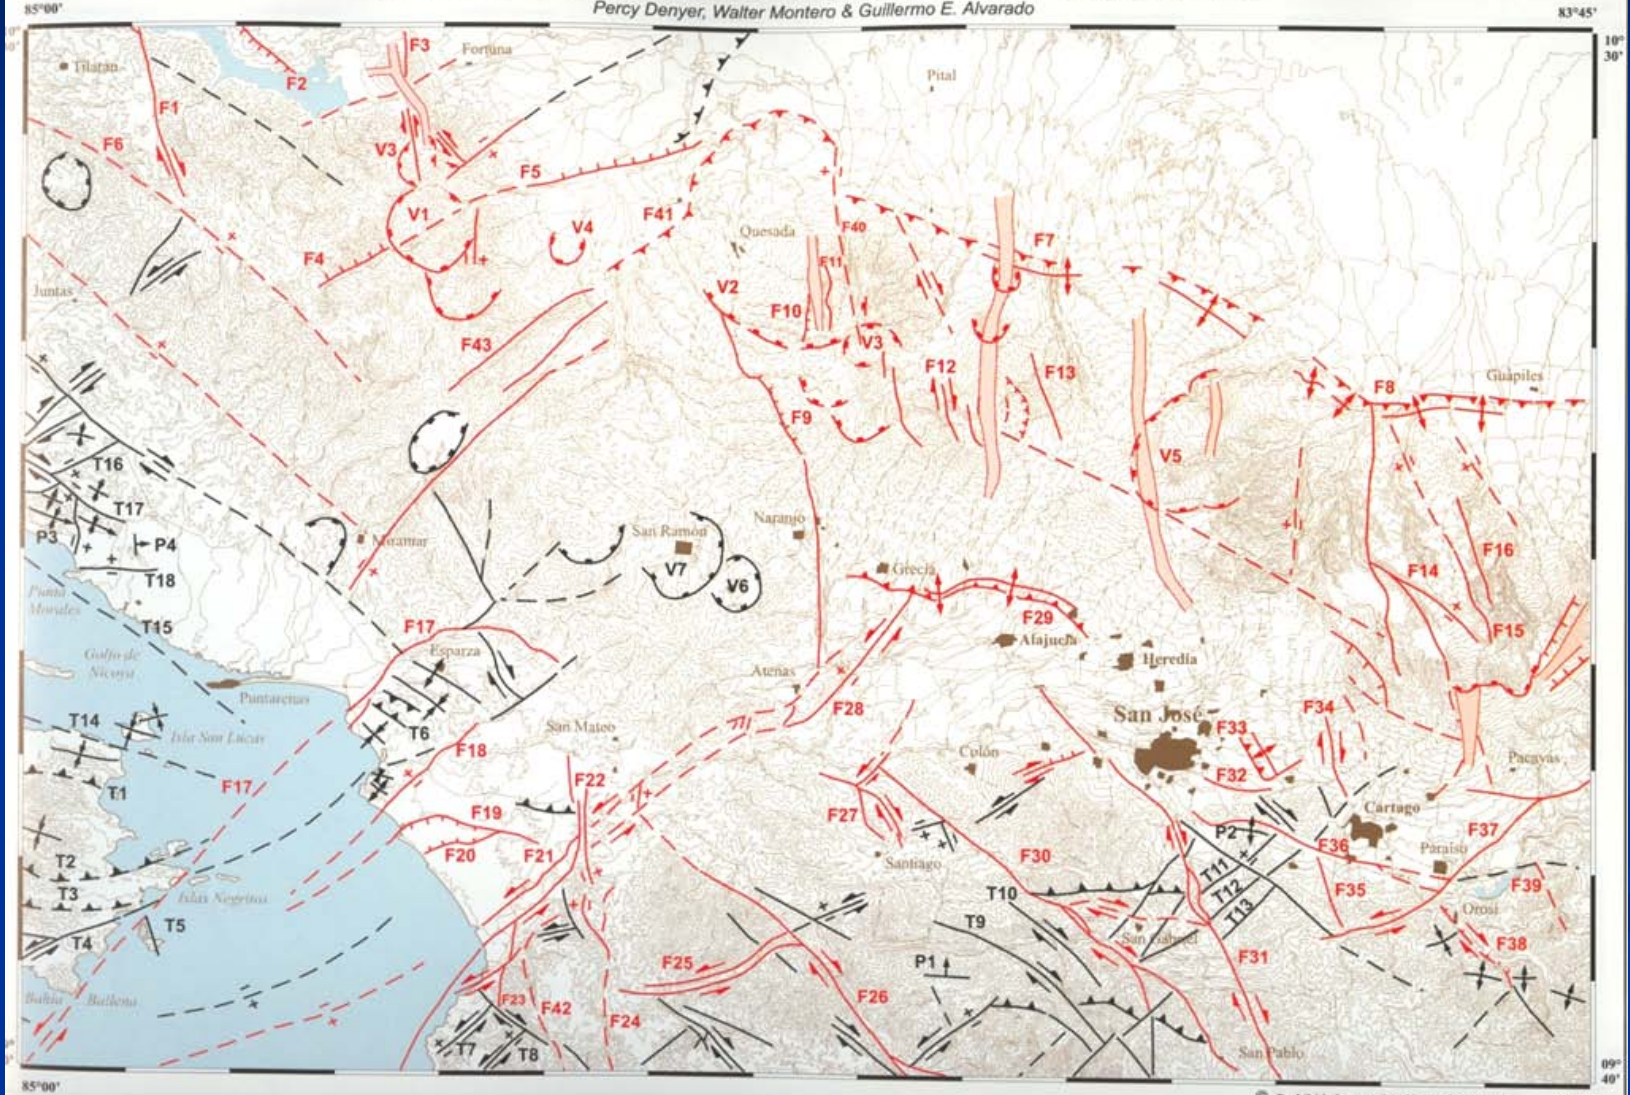 85°00'
Percy Denyer, Walter Montero & Guillermo E. Alvarado
83°45'
10°
30'
Tilarán
F1
F2
F3
Fortuna
Pital
F6
V3
F5
V1
F41
V4
Quesada
F40
F7
F4
F11
Juntas
V2
F10
F43
V3
F12
F13
F8
Guápiles
F9
V5
T16
T17
P3
P4
T18
Miramar
San Ramón
Naranjo
V7
V6
Grecia
F16
F14
Punta
Morales
T15
F17
F29
Alajuela
F15
Golfo de
Nicoya
Esparza
Heredia
Atenas
Puntarenas
F28
San José
F34
T14
Isla San Lucas
T6
San Mateo
F33
F18
Colón
Pacayas
T1
F17
F22
F32
Cartago
F19
F27
P2
F37
F20
F21
Santiago
F30
F36
Paraíso
T2
T11
T3
Islas Negritos
T10
T12
F35
F39
T5
T9
T13
Orosi
T4
San Gabriel
F38
F25
P1
F31
Bahía Ballena
F23
F42
F26
F24
T7
T8
San Pablo
09°
40'
85°00'